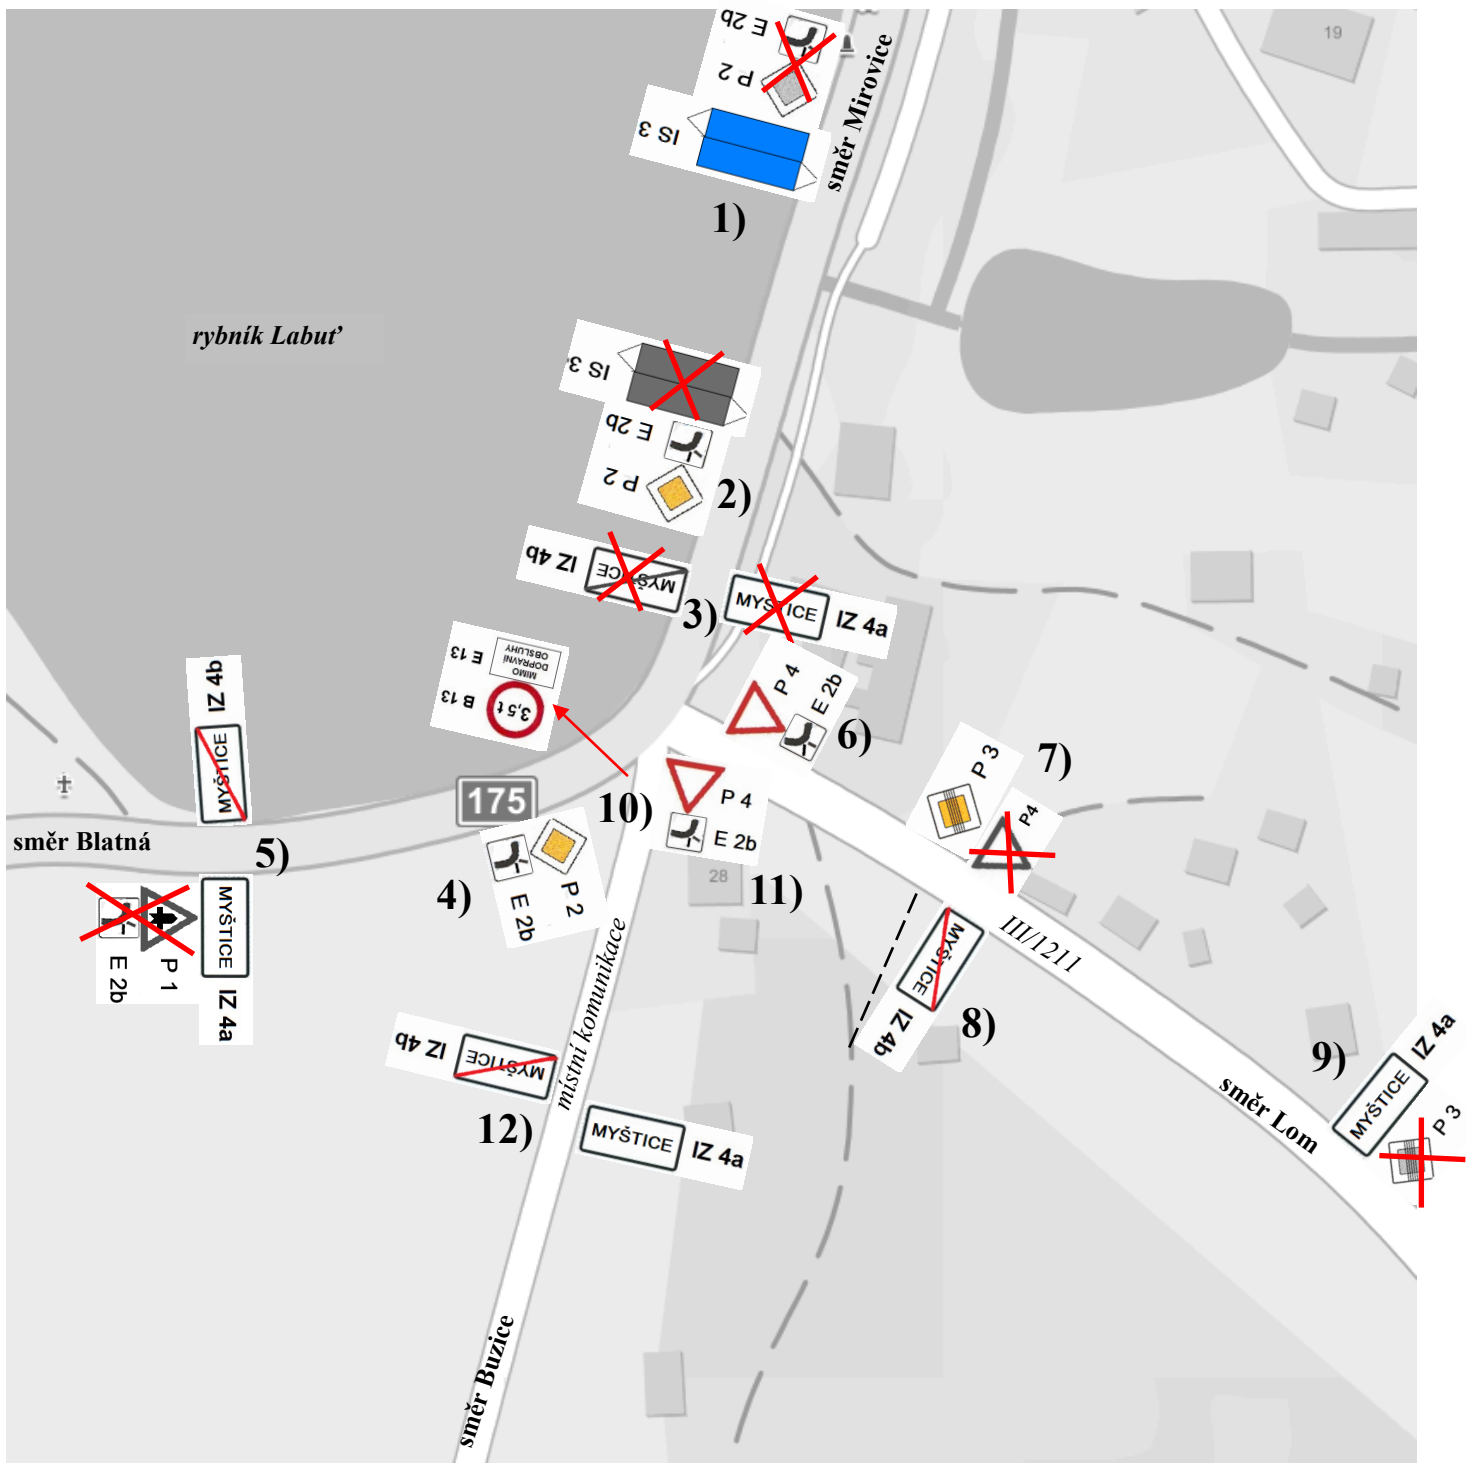 E 2b
P 2
IS 3
1)
směr Mirovice
19
rybník Labuť
IS 3
E 2b
P 2
2)
IZ 4b
MYŠTICE
3)
MYŠTICE
IZ 4a
E 13
MIMO
DOPRAVNÍ
OBSLUHY
B 13
3,5 t
IZ 4b
MYŠTICE
P 4
E 2b
6)
P 3
7)
P4
175
10)
P 4
E 2b
směr Blatná
5)
4)
P 2
E 2b
28
11)
MYŠTICE
IZ 4a
P 1
E 2b
místní komunikace
III/1211
MYŠTICE
IZ 4b
8)
9)
IZ 4a
MYŠTICE
P 3
směr Lom
IZ 4b
MYŠTICE
12)
MYŠTICE
IZ 4a
směr Buzice